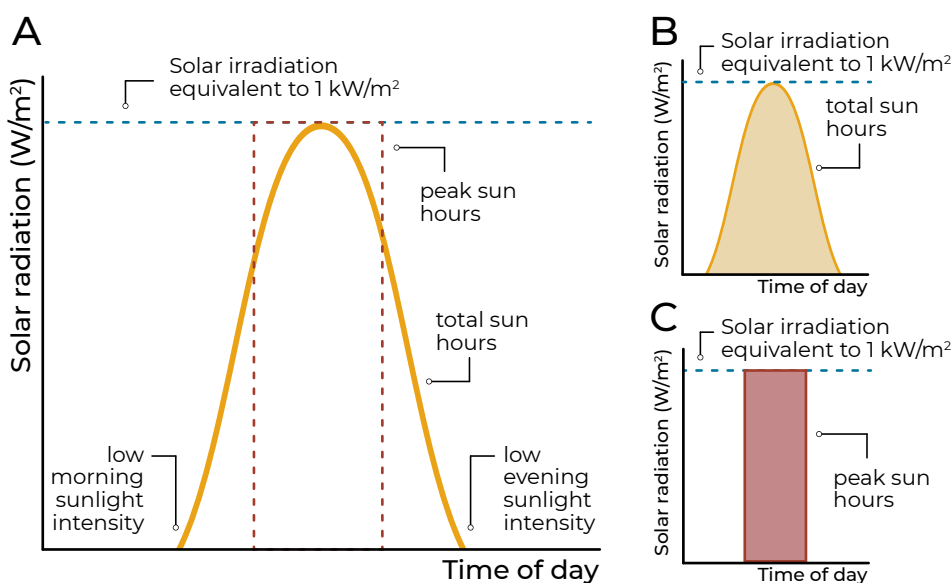 A
Solar irradiation
equivalent to 1 kW/m²
Solar radiation (W/m²)
peak sun
hours
total sun
hours
low
morning
sunlight
intensity
low
evening
sunlight
intensity
Time of day
B
Solar irradiation
equivalent to 1 kW/m²
Solar radiation (W/m²)
total sun
hours
Time of day
C
Solar irradiation
equivalent to 1 kW/m²
Solar radiation (W/m²)
peak sun
hours
Time of day